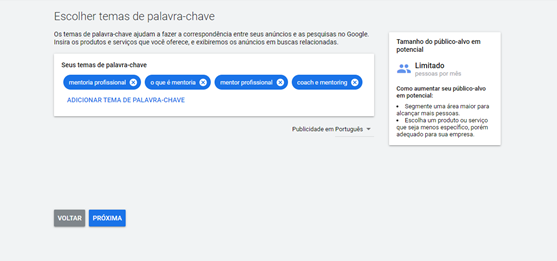 Escolher temas de palavra-chave
Os temas de palavra-chave ajudam a fazer a correspondência entre seus anúncios e as pesquisas no Google.
Insira os produtos e serviços que você oferece, e exibiremos os anúncios em buscas relacionadas.
Seus temas de palavra-chave
mentoria profissional
o que é mentoria
mentor profissional
coach e mentoring
ADICIONAR TEMA DE PALAVRA-CHAVE
Publicidade em Português
VOLTAR
PRÓXIMA
Tamanho do público-alvo em
potencial
Limitado
pessoas por mês
Como aumentar seu público-alvo
em potencial:
• Segmente uma área maior para
alcançar mais pessoas.
• Escolha um produto ou serviço
que seja menos específico, porém
adequado para sua empresa.